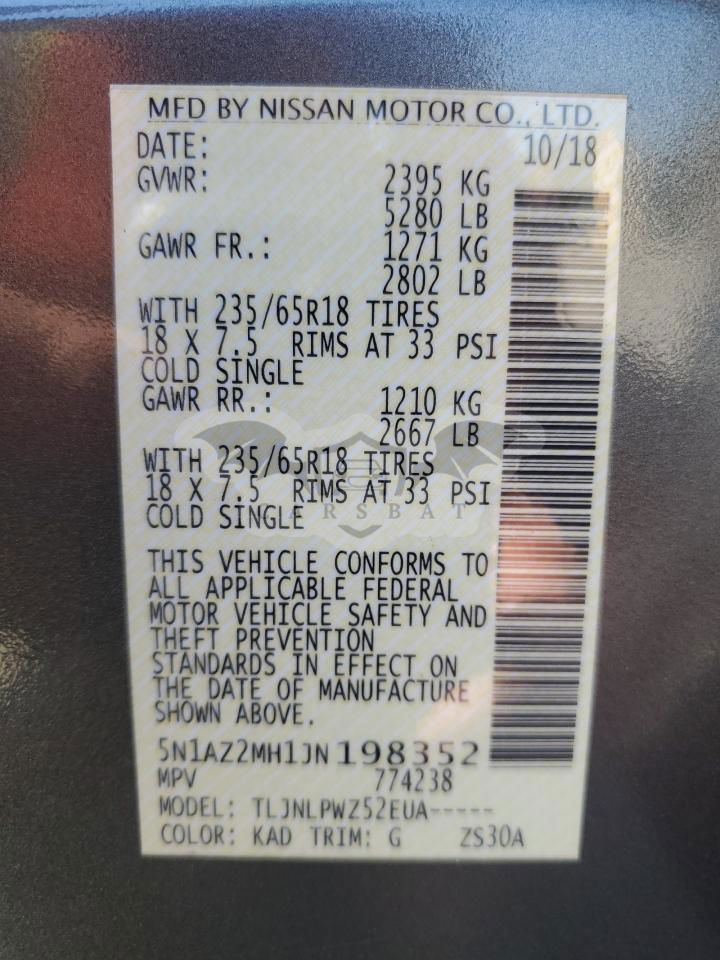 MFD BY NISSAN MOTOR CO., LTD.
DATE: 10/18
GVWR: 2395 KG
5280 LB
GAWR FR.: 1271 KG
2802 LB
WITH 235/65R18 TIRES
18 X 7.5 RIMS AT 33 PSI
COLD SINGLE
GAWR RR.: 1210 KG
2667 LB
WITH 235/65R18 TIRES
18 X 7.5 RIMS AT 33 PSI
COLD SINGLE
ARSBAT
THIS VEHICLE CONFORMS TO
ALL APPLICABLE FEDERAL
MOTOR VEHICLE SAFETY AND
THEFT PREVENTION
STANDARDS IN EFFECT ON
THE DATE OF MANUFACTURE
SHOWN ABOVE.
5N1AZ2MH1JN198352
MPV 774238
MODEL: TLJNLPWZ52EUA-----
COLOR: KAD TRIM: G ZS30A